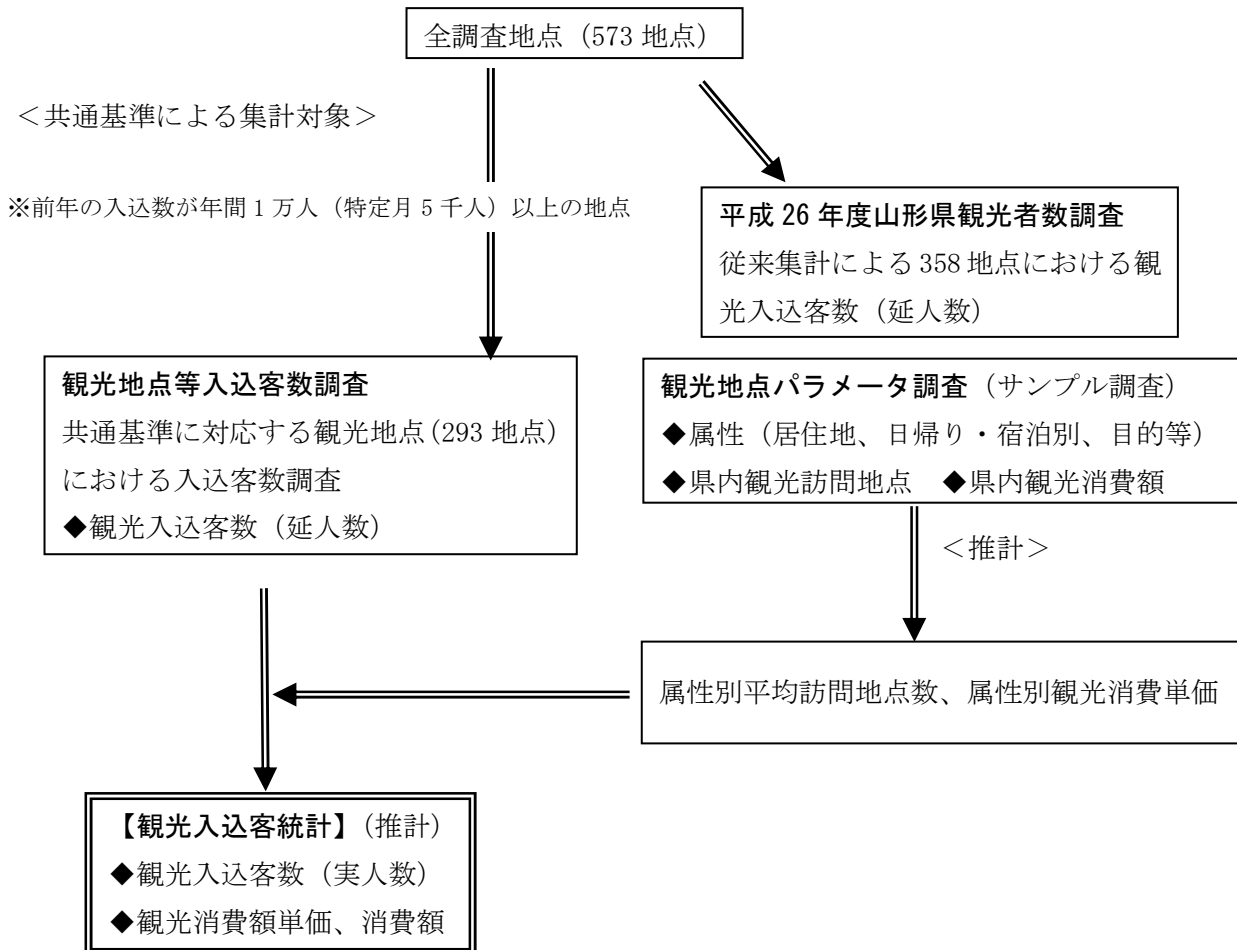 全調査地点（573 地点）
＜共通基準による集計対象＞
※前年の入込数が年間 1 万人（特定月 5 千人）以上の地点
平成 26 年度山形県観光者数調査
従来集計による 358 地点における観
光入込客数（延人数）
観光地点等入込客数調査
共通基準に対応する観光地点(293 地点)
における入込客数調査
◆観光入込客数（延人数）
観光地点パラメータ調査（サンプル調査）
◆属性（居住地、日帰り・宿泊別、目的等）
◆県内観光訪問地点　◆県内観光消費額
＜推計＞
属性別平均訪問地点数、属性別観光消費単価
【観光入込客統計】（推計）
◆観光入込客数（実人数）
◆観光消費額単価、消費額